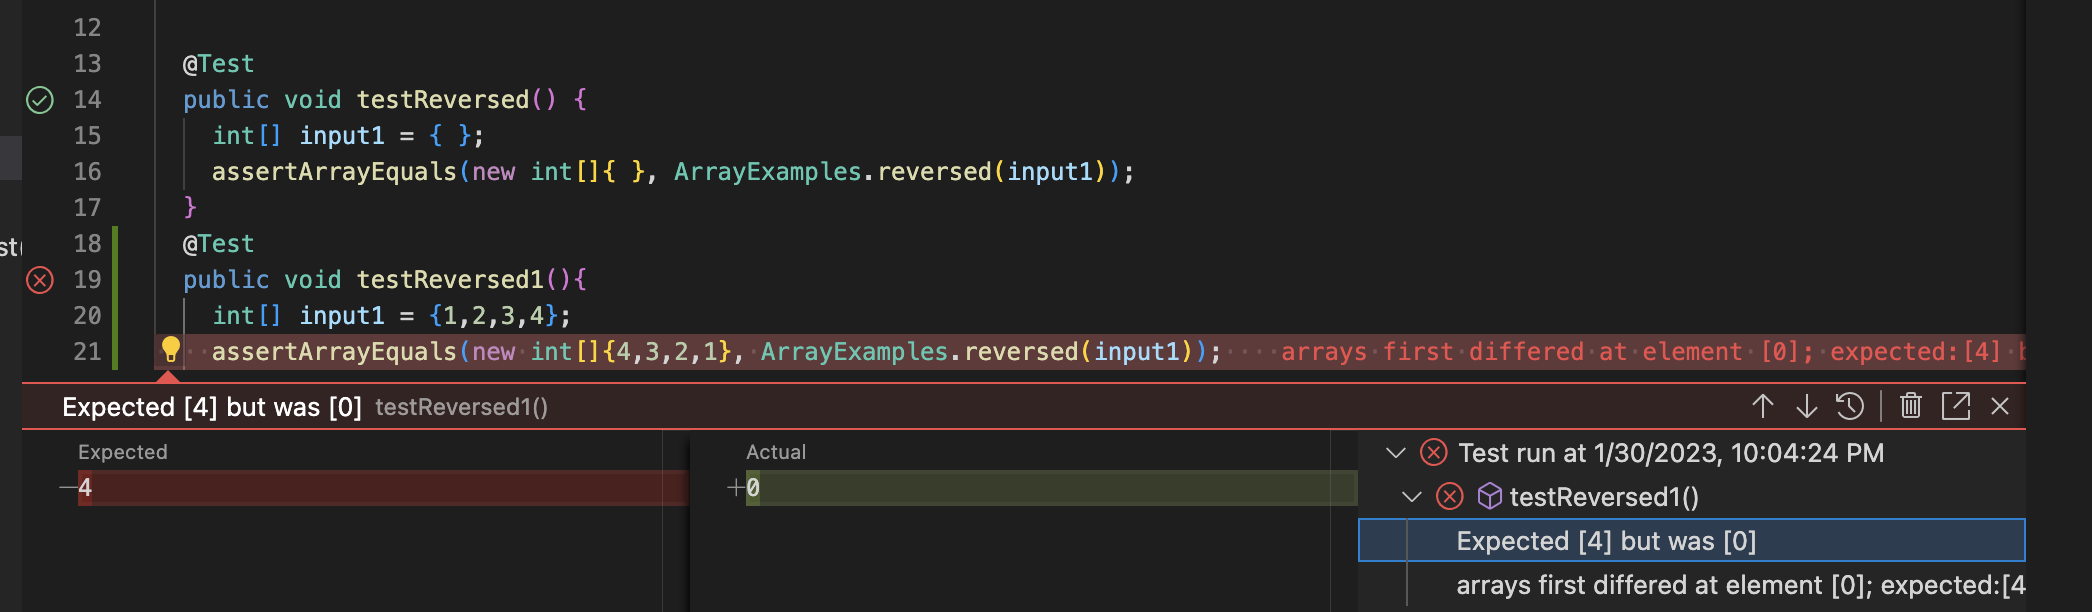 12
13 @Test
14 public void testReversed() {
15 int[] input1 = { };
16 assertArrayEquals(new int[]{ }, ArrayExamples.reversed(input1));
17 }
18 @Test
19 public void testReversed1(){
20 int[] input1 = {1,2,3,4};
21 assertArrayEquals(new int[]{4,3,2,1}, ArrayExamples.reversed(input1)); arrays first differed at element [0]; expected:[4]
Expected [4] but was [0] testReversed1()
Expected
—4
Actual
+0
Test run at 1/30/2023, 10:04:24 PM
testReversed1()
Expected [4] but was [0]
arrays first differed at element [0]; expected:[4